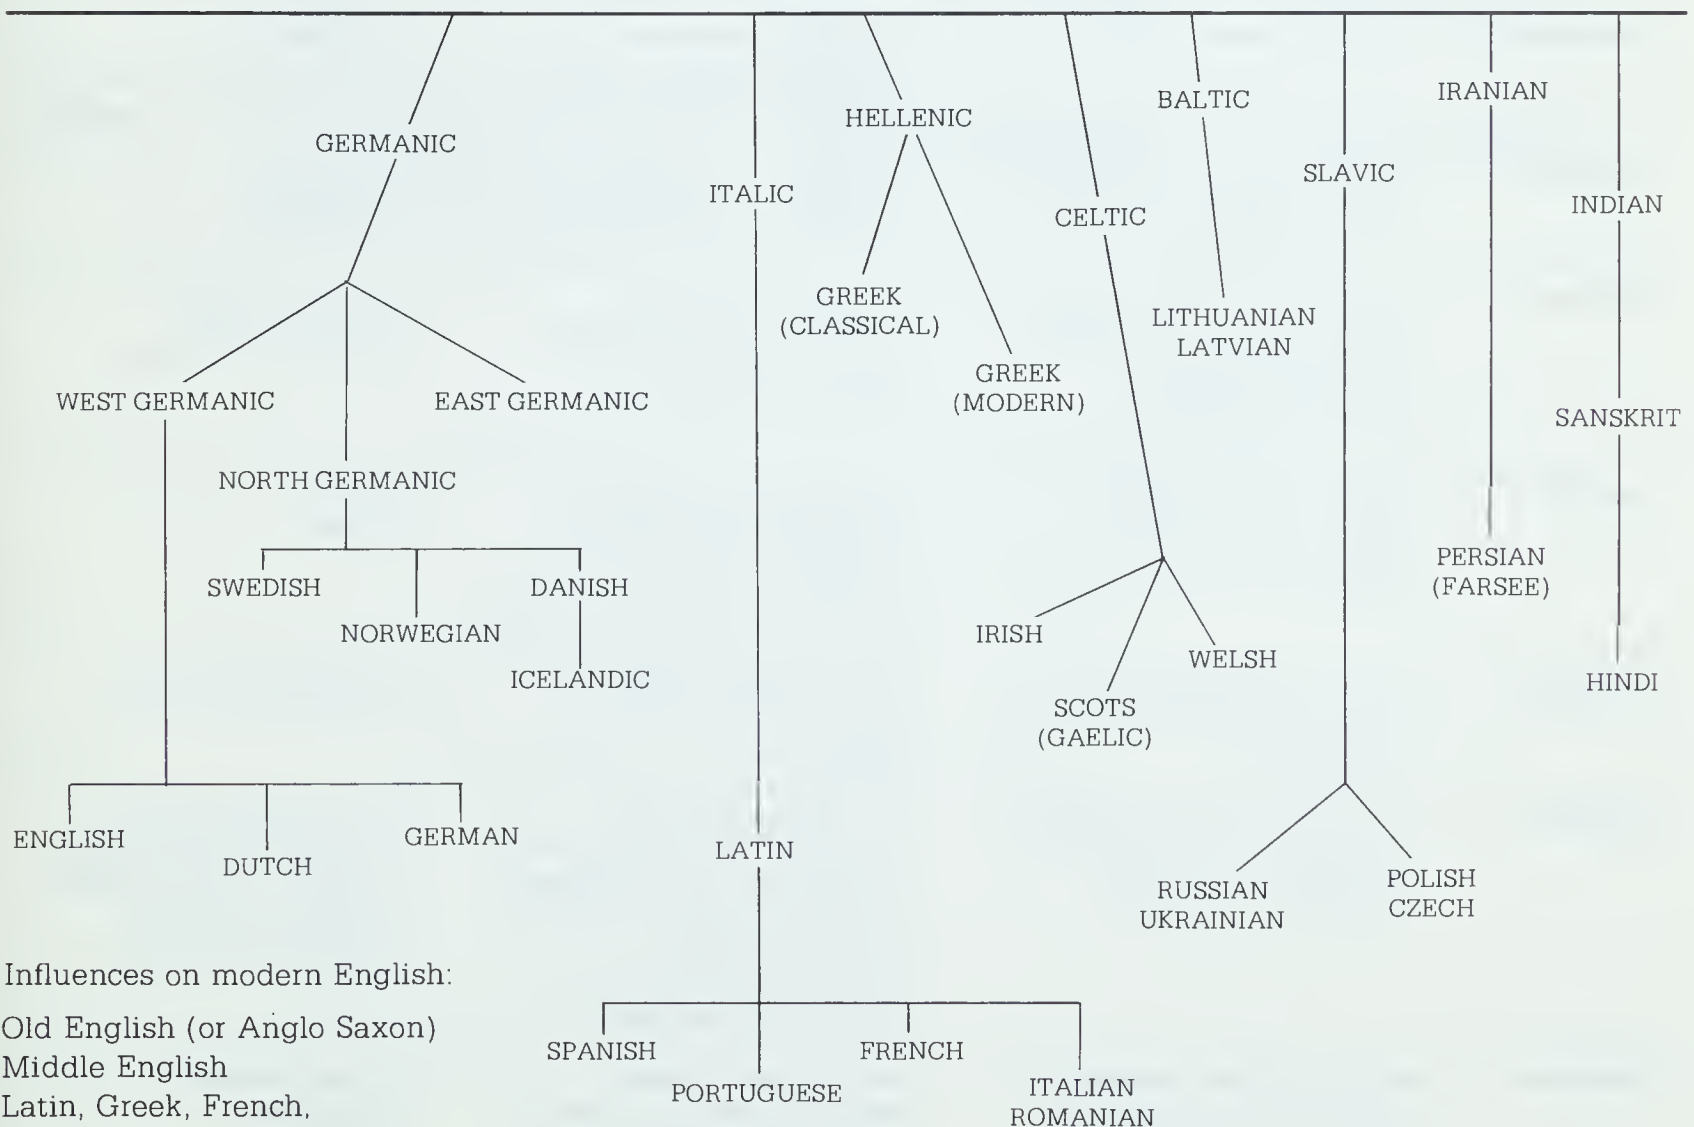 GERMANIC
WEST GERMANIC
EAST GERMANIC
NORTH GERMANIC
SWEDISH
DANISH
NORWEGIAN
ICELANDIC
ENGLISH
GERMAN
DUTCH
ITALIC
LATIN
SPANISH
FRENCH
PORTUGUESE
ITALIAN
ROMANIAN
HELLENIC
GREEK
(CLASSICAL)
GREEK
(MODERN)
CELTIC
IRISH
WELSH
SCOTS
(GAELIC)
BALTIC
LITHUANIAN
LATVIAN
SLAVIC
RUSSIAN
UKRAINIAN
POLISH
CZECH
IRANIAN
PERSIAN
(FARSEE)
INDIAN
SANSKRIT
HINDI
Influences on modern English:
Old English (or Anglo Saxon)
Middle English
Latin, Greek, French,